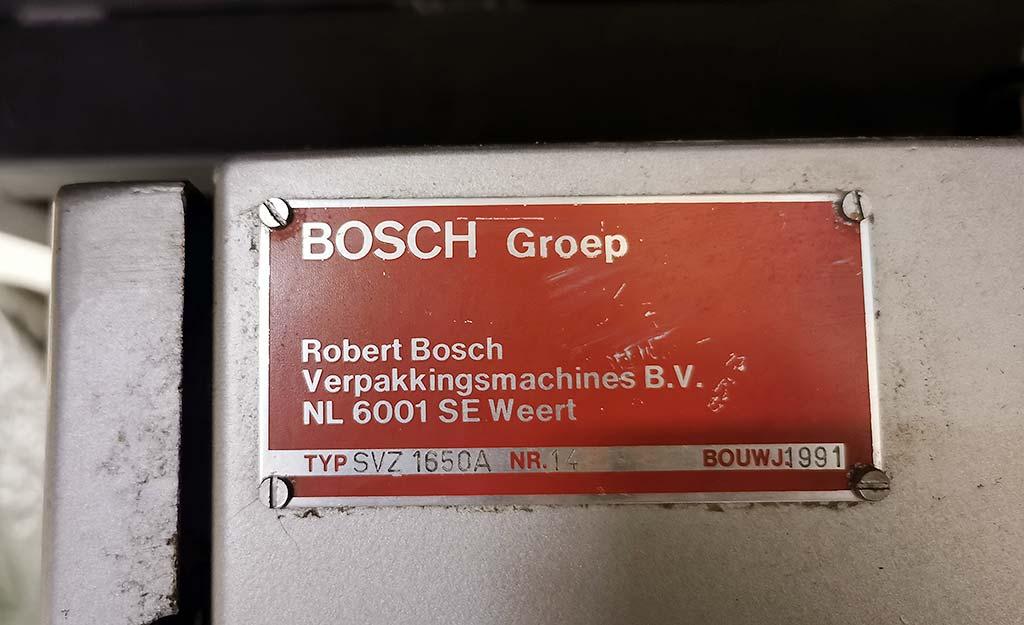 BOSCH Groep
Robert Bosch
Verpakkingsmachines B.V.
NL 6001 SE Weert
TYP SVZ 1650A NR. 14 BOUWJ. 1991